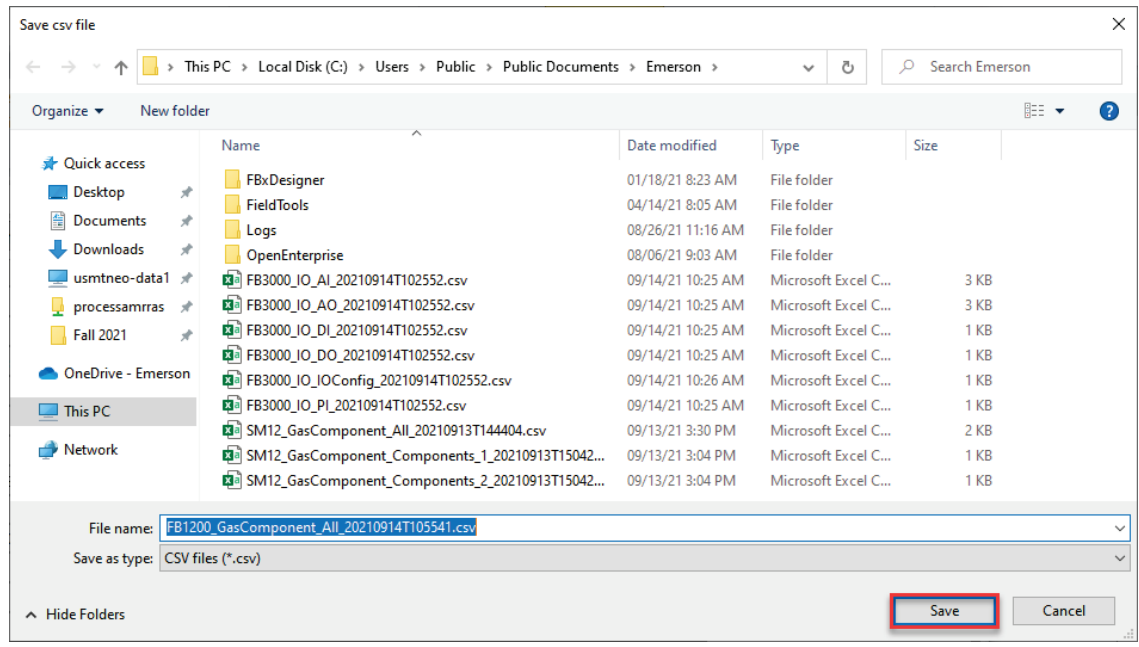 Save csv file
This PC > Local Disk (C:) > Users > Public > Public Documents > Emerson >
Search Emerson
Organize
New folder
Name Date modified Type Size
Quick access
Desktop
Documents
Downloads
usmtneo-data1
processamrras
Fall 2021
OneDrive - Emerson
This PC
Network
FBxDesigner 01/18/21 8:23 AM File folder
FieldTools 04/14/21 8:05 AM File folder
Logs 08/26/21 11:16 AM File folder
OpenEnterprise 08/06/21 9:03 AM File folder
FB3000_IO_AI_20210914T102552.csv 09/14/21 10:25 AM Microsoft Excel C... 3 KB
FB3000_IO_AO_20210914T102552.csv 09/14/21 10:25 AM Microsoft Excel C... 3 KB
FB3000_IO_DI_20210914T102552.csv 09/14/21 10:25 AM Microsoft Excel C... 1 KB
FB3000_IO_DO_20210914T102552.csv 09/14/21 10:25 AM Microsoft Excel C... 1 KB
FB3000_IO_IOConfig_20210914T102552.csv 09/14/21 10:26 AM Microsoft Excel C... 1 KB
FB3000_IO_PI_20210914T102552.csv 09/14/21 10:25 AM Microsoft Excel C... 1 KB
SM12_GasComponent_All_20210913T144404.csv 09/13/21 3:30 PM Microsoft Excel C... 2 KB
SM12_GasComponent_Components_1_20210913T15042... 09/13/21 3:04 PM Microsoft Excel C... 1 KB
SM12_GasComponent_Components_2_20210913T15042... 09/13/21 3:04 PM Microsoft Excel C... 1 KB
File name: FB1200_GasComponent_All_20210914T105541.csv
Save as type: CSV files (*.csv)
Hide Folders
Save
Cancel